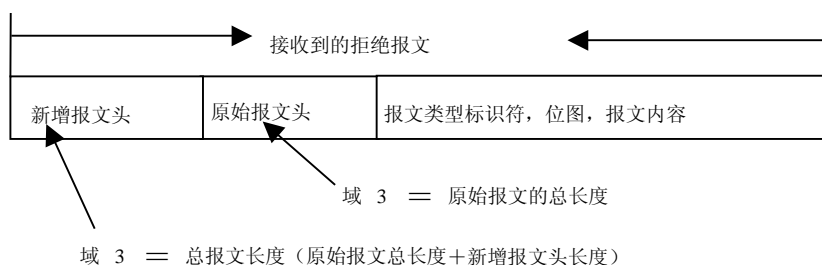 接收到的拒绝报文
新增报文头 原始报文头 报文类型标识符，位图，报文内容
域 3 ＝ 原始报文的总长度
域 3 ＝ 总报文长度（原始报文总长度＋新增报文头长度）